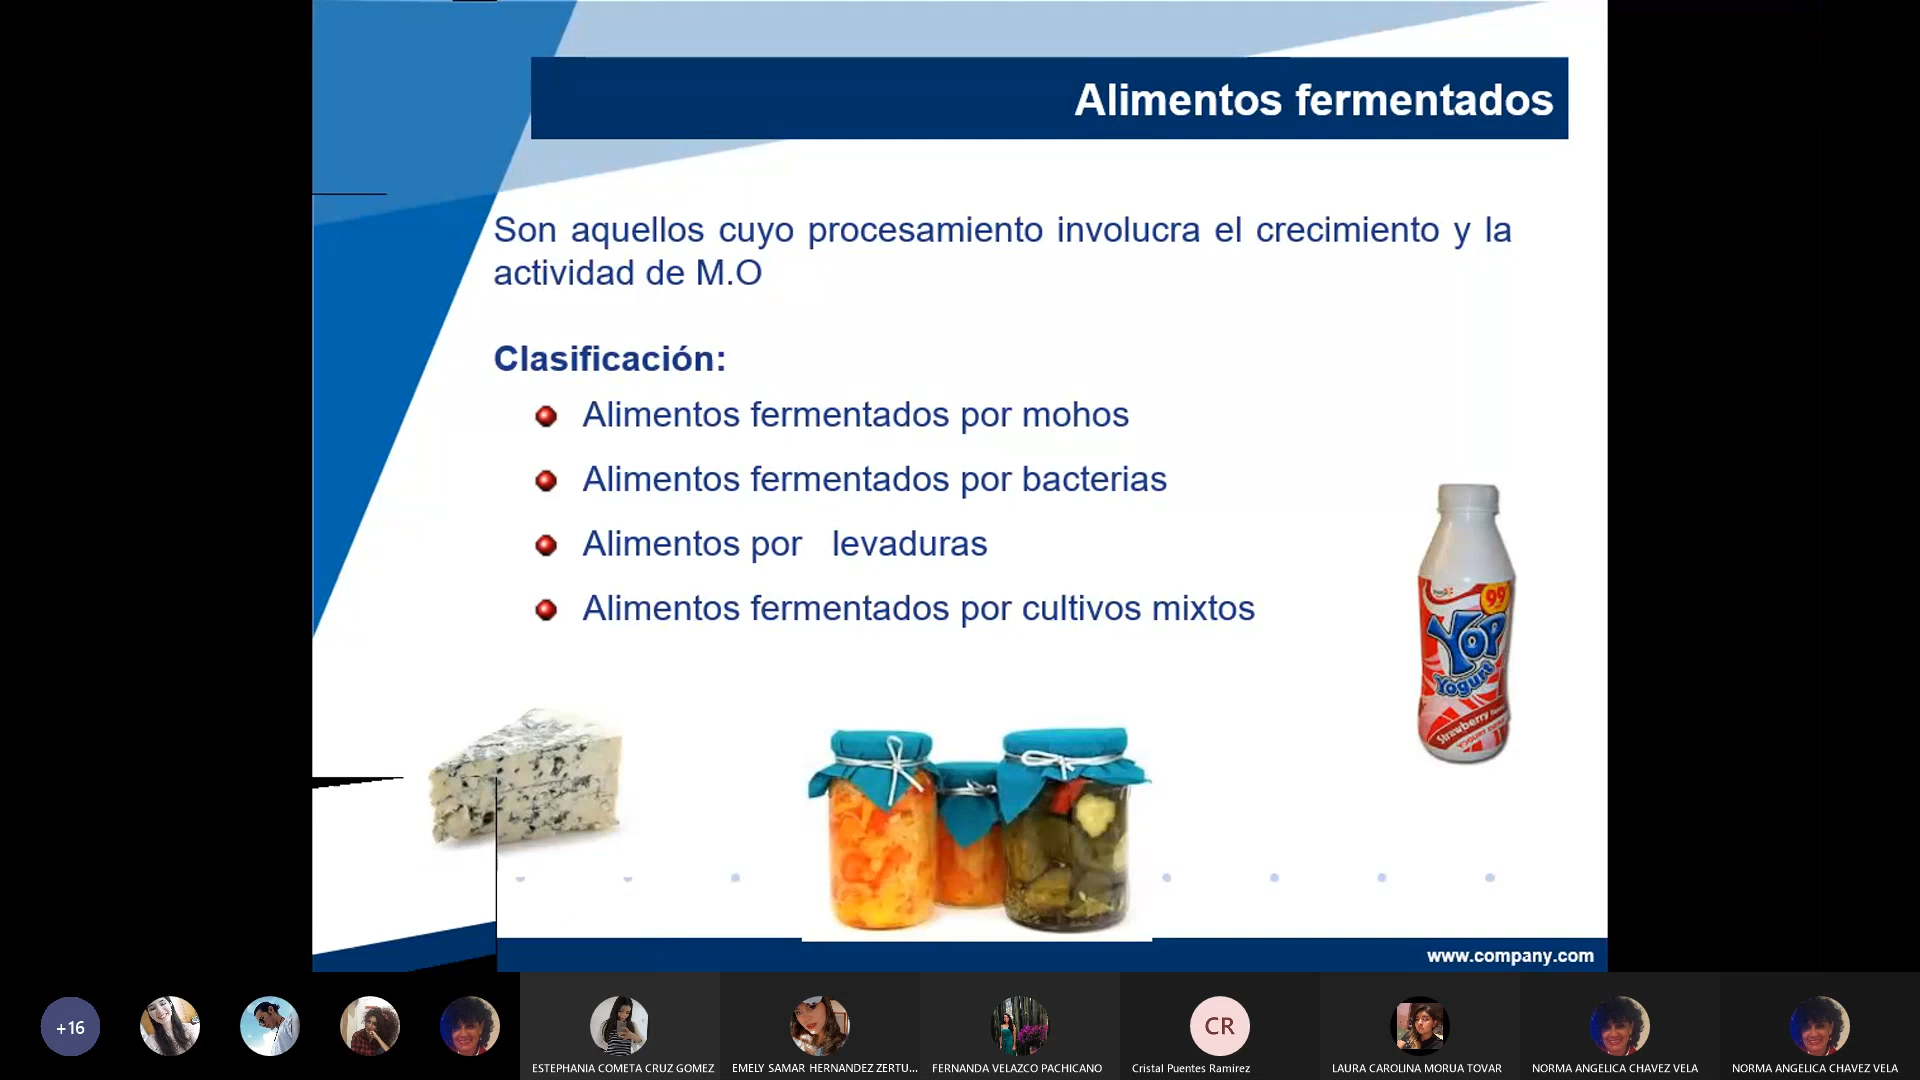 Alimentos fermentados
Son aquellos cuyo procesamiento involucra el crecimiento y la
actividad de M.O
Clasificación:
Alimentos fermentados por mohos
Alimentos fermentados por bacterias
Alimentos por levaduras
Alimentos fermentados por cultivos mixtos
99
YOP
Yogurt
Strawberry
www.company.com
+16
CR
ESTEPHANIA COMETA CRUZ GOMEZ
EMELY SAMAR HERNANDEZ ZERTU...
FERNANDA VELAZCO PACHICANO
Cristal Puentes Ramirez
LAURA CAROLINA MORUA TOVAR
NORMA ANGELICA CHAVEZ VELA
NORMA ANGELICA CHAVEZ VELA